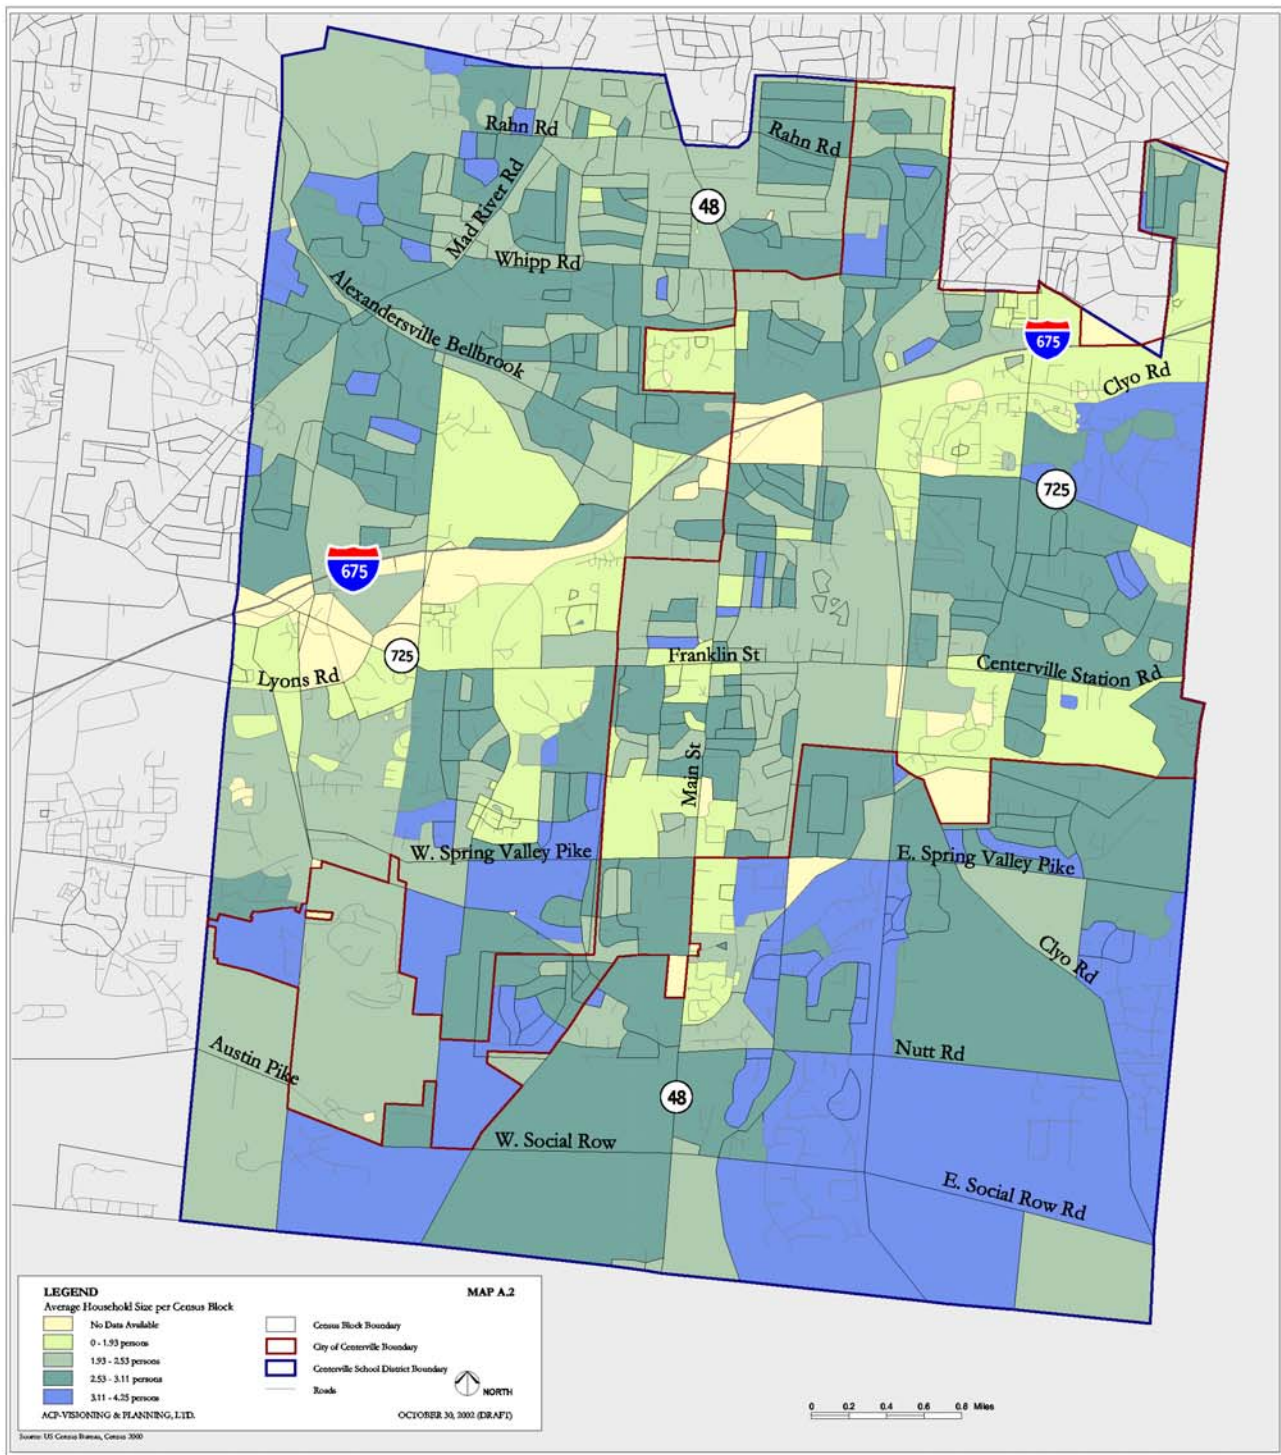 Rahn Rd
Rahn Rd
Mad River Rd
48
Whipp Rd
Alexandersville Bellbrook
675
Clyo Rd
725
675
725
Lyons Rd
Franklin St
Centerville Station Rd
Main St
W. Spring Valley Pike
E. Spring Valley Pike
Clyo Rd
Austin Pike
Nutt Rd
48
W. Social Row
E. Social Row Rd
LEGEND
MAP A.2
Average Household Size per Census Block
No Data Available
0 - 1.93 persons
1.93 - 2.53 persons
2.53 - 3.11 persons
3.11 - 4.25 persons
Census Block Boundary
City of Centerville Boundary
Centerville School District Boundary
Roads
NORTH
ACP-VISIONING & PLANNING, LTD.
OCTOBER 30, 2002 (DRAFT)
0 0.2 0.4 0.6 0.8 Miles
Source: US Census Bureau, Census 2000